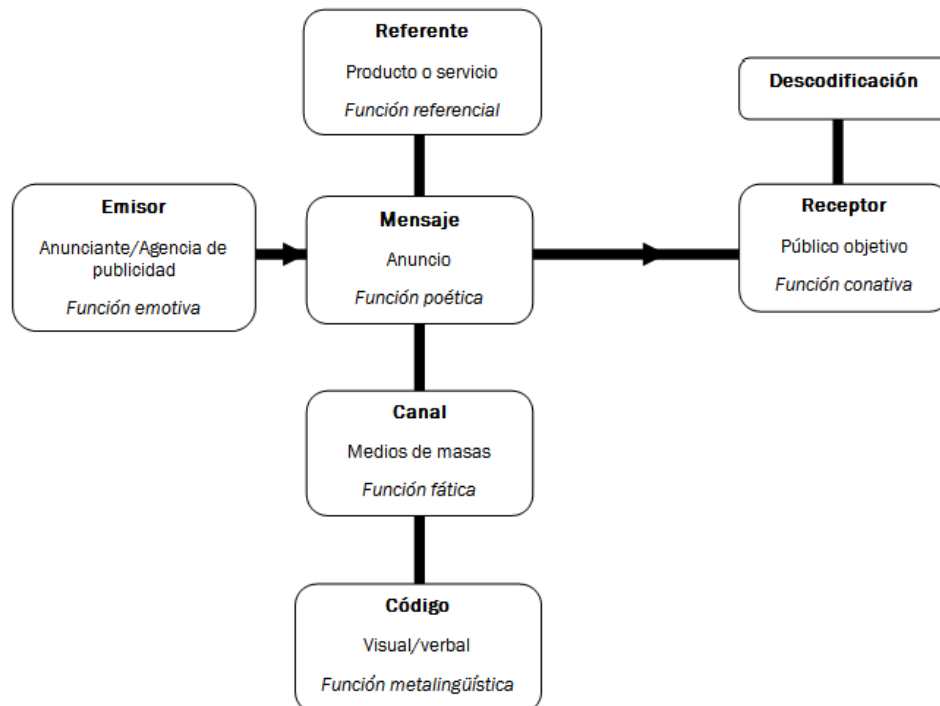 Referente
Producto o servicio
Función referencial
Descodificación
Emisor
Anunciante/Agencia de
publicidad
Función emotiva
Mensaje
Anuncio
Función poética
Receptor
Público objetivo
Función conativa
Canal
Medios de masas
Función fática
Código
Visual/verbal
Función metalingüística